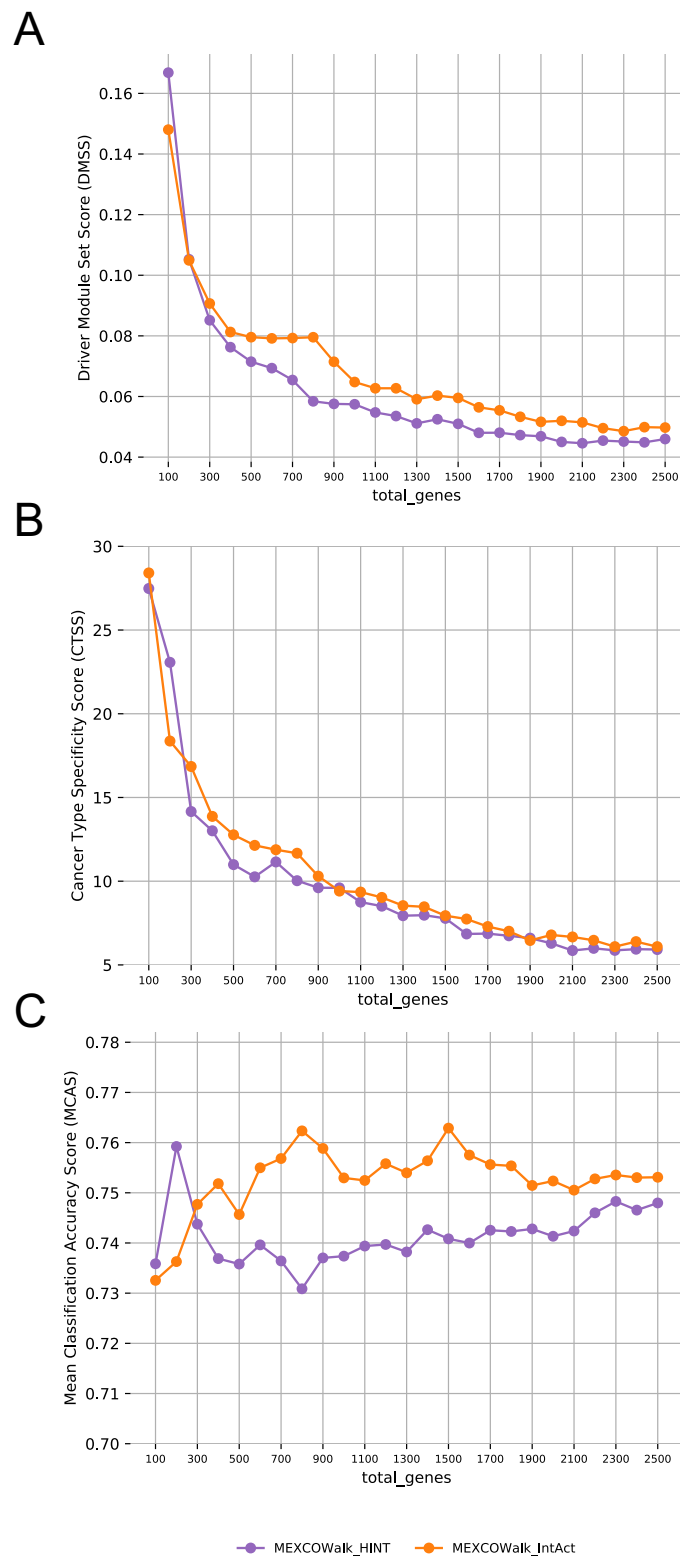 A
Driver Module Set Score (DMSS)
0.16
0.14
0.12
0.10
0.08
0.06
0.04
100 300 500 700 900 1100 1300 1500 1700 1900 2100 2300 2500
total_genes
B
Cancer Type Specificity Score (CTSS)
30
25
20
15
10
5
100 300 500 700 900 1100 1300 1500 1700 1900 2100 2300 2500
total_genes
C
Mean Classification Accuracy Score (MCAS)
0.78
0.77
0.76
0.75
0.74
0.73
0.72
0.71
0.70
100 300 500 700 900 1100 1300 1500 1700 1900 2100 2300 2500
total_genes
MEXCOWalk_HINT MEXCOWalk_IntAct